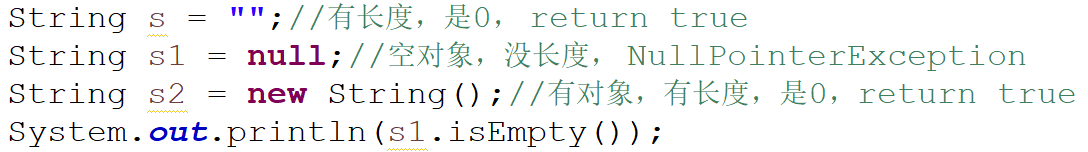 String s = "";//有长度，是0，return true
String s1 = null;//空对象，没长度，NullPointerException
String s2 = new String();//有对象，有长度，是0，return true
System.out.println(s1.isEmpty());